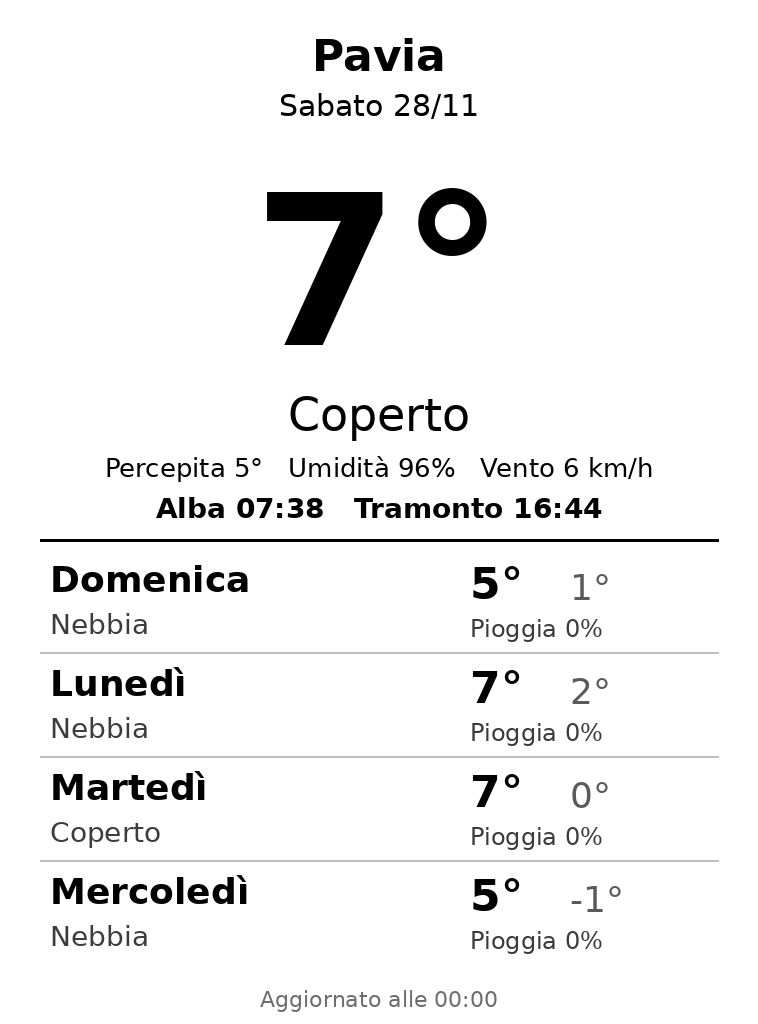 Pavia
Sabato 28/11
7°
Coperto
Percepita 5° Umidità 96% Vento 6 km/h
Alba 07:38 Tramonto 16:44
Domenica 5° 1°
Nebbia Pioggia 0%
Lunedì 7° 2°
Nebbia Pioggia 0%
Martedì 7° 0°
Coperto Pioggia 0%
Mercoledì 5° -1°
Nebbia Pioggia 0%
Aggiornato alle 00:00